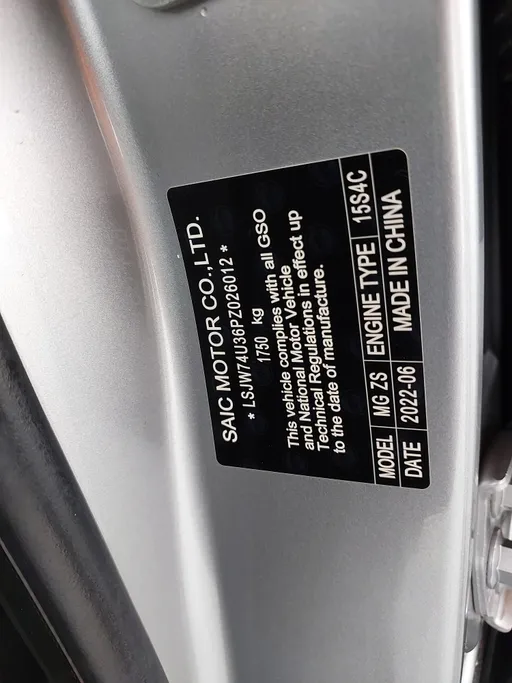 SAIC MOTOR CO.,LTD.
* LSJW74U36PZ026012 *
1750 kg
This vehicle complies with all GSO
and National Motor Vehicle
Technical Regulations in effect up
to the date of manufacture.
MODEL MG ZS ENGINE TYPE 15S4C
DATE 2022-06 MADE IN CHINA